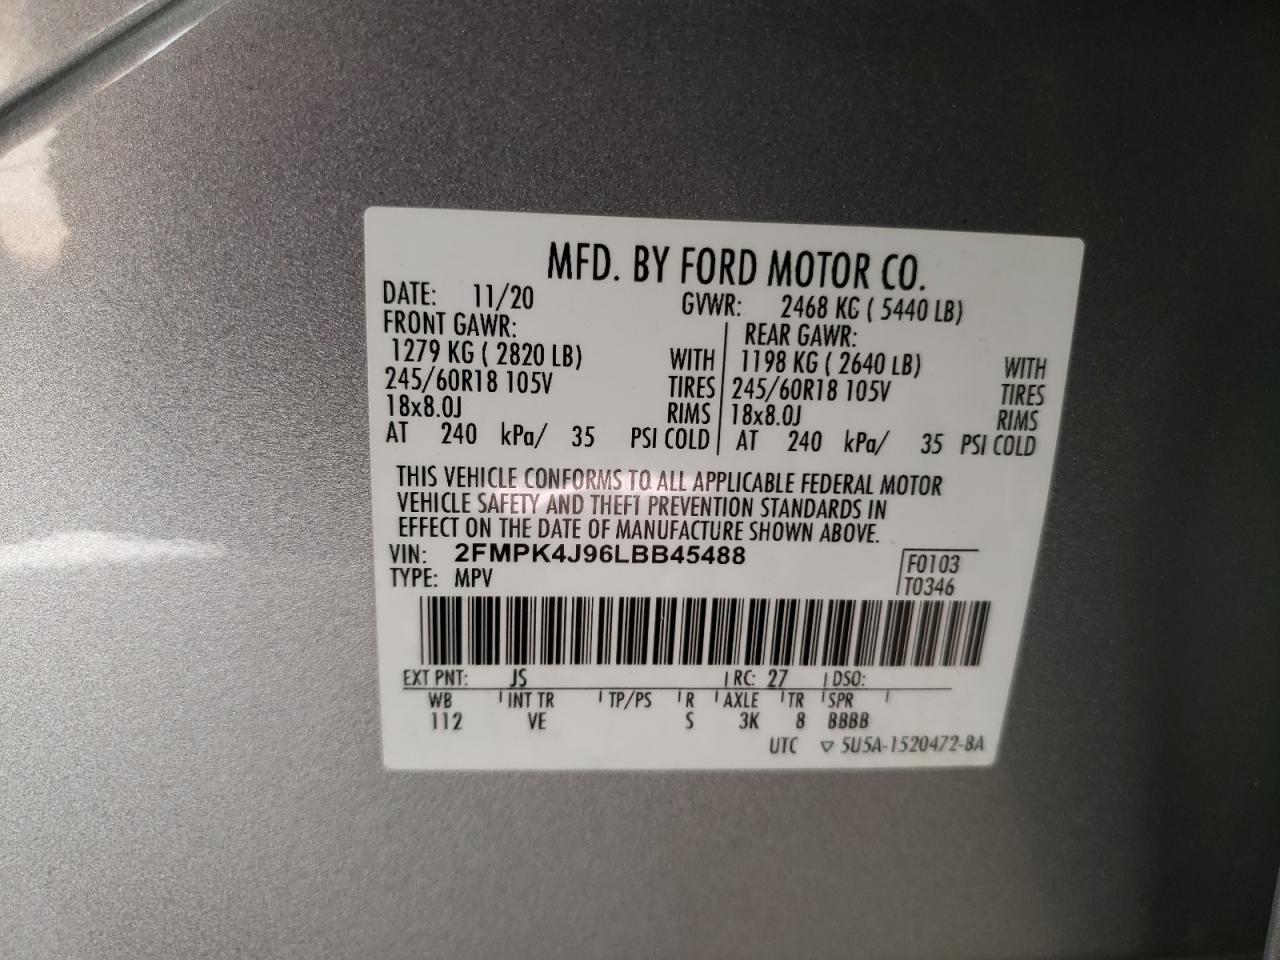 MFD. BY FORD MOTOR CO.
DATE: 11/20 GVWR: 2468 KG ( 5440 LB)
FRONT GAWR: REAR GAWR:
1279 KG ( 2820 LB) WITH 1198 KG ( 2640 LB) WITH
245/60R18 105V TIRES 245/60R18 105V TIRES
18x8.0J RIMS 18x8.0J RIMS
AT 240 kPa/ 35 PSI COLD AT 240 kPa/ 35 PSI COLD
THIS VEHICLE CONFORMS TO ALL APPLICABLE FEDERAL MOTOR
VEHICLE SAFETY AND THEFT PREVENTION STANDARDS IN
EFFECT ON THE DATE OF MANUFACTURE SHOWN ABOVE.
VIN: 2FMPK4J96LBB45488 F0103
TYPE: MPV T0346
EXT PNT: JS RC: 27 DSO:
WB INT TR TP/PS R AXLE TR SPR
112 VE S 3K 8 BBBB
UTC ▽ 5U5A-1520472-BA